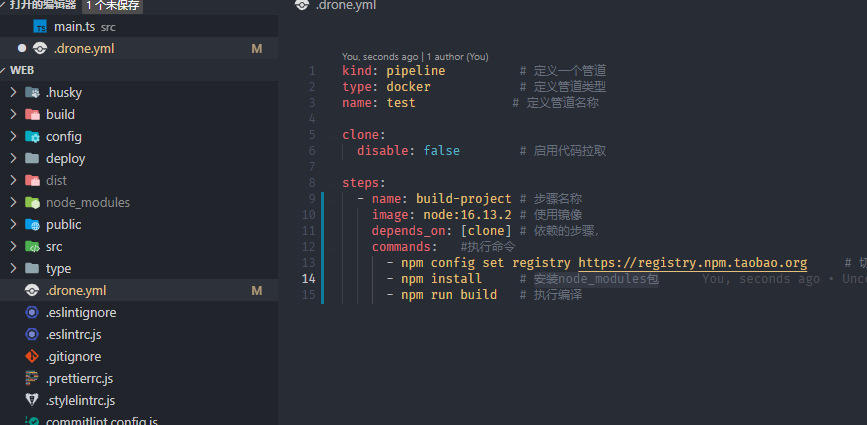 打开的编辑器 1 个未保存
main.ts src
.drone.yml M
WEB
.husky
build
config
deploy
dist
node_modules
public
src
type
.drone.yml M
.eslintignore
.eslintrc.js
.gitignore
.prettierrc.js
.stylelintrc.js
commitlint.config.js
.drone.yml
You, seconds ago | 1 author (You)
1 kind: pipeline # 定义一个管道
2 type: docker # 定义管道类型
3 name: test # 定义管道名称
4
5 clone:
6 disable: false # 启用代码拉取
7
8 steps:
9 - name: build-project # 步骤名称
10 image: node:16.13.2 # 使用镜像
11 depends_on: [clone] # 依赖的步骤,
12 commands: #执行命令
13 - npm config set registry https://registry.npm.taobao.org # 切
14 - npm install # 安装node_modules包 You, seconds ago • Unco
15 - npm run build # 执行编译